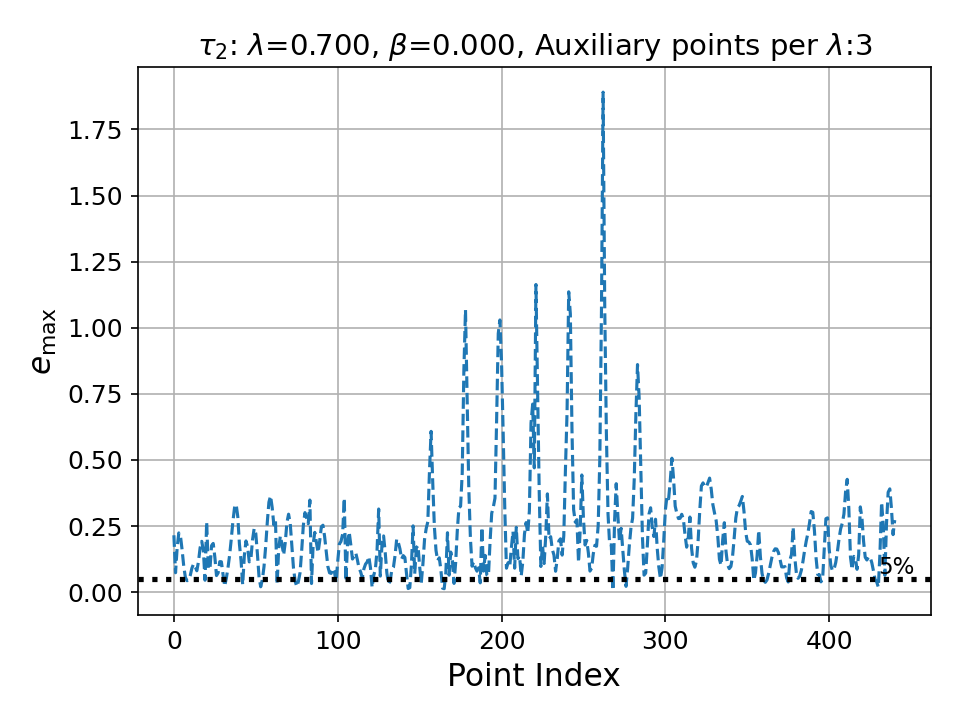 τ₂: λ=0.700, β=0.000, Auxiliary points per λ:3
1.75
1.50
1.25
1.00
0.75
0.50
0.25
0.00
e_max
5%
0 100 200 300 400
Point Index